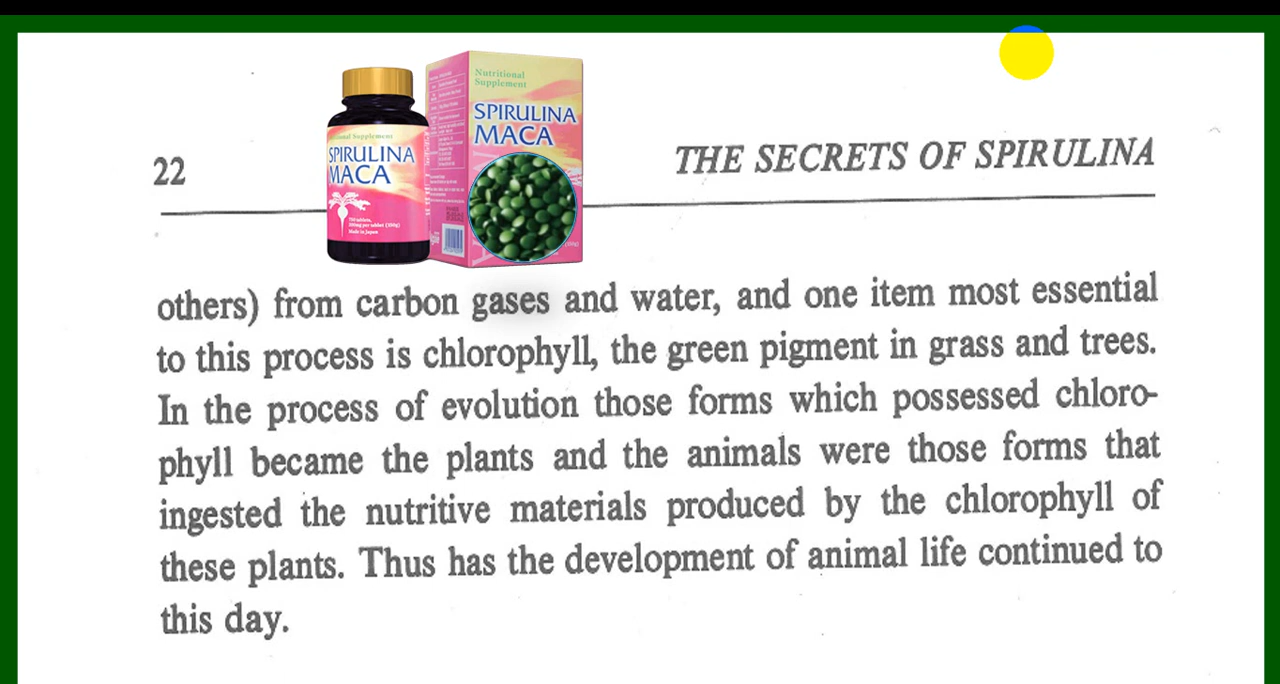 Nutritional
Supplement
SPIRULINA
MACA
Supplement
SPIRULINA
MACA
Made in Japan
22
THE SECRETS OF SPIRULINA
others) from carbon gases and water, and one item most essential
to this process is chlorophyll, the green pigment in grass and trees.
In the process of evolution those forms which possessed chloro-
phyll became the plants and the animals were those forms that
ingested the nutritive materials produced by the chlorophyll of
these plants. Thus has the development of animal life continued to
this day.